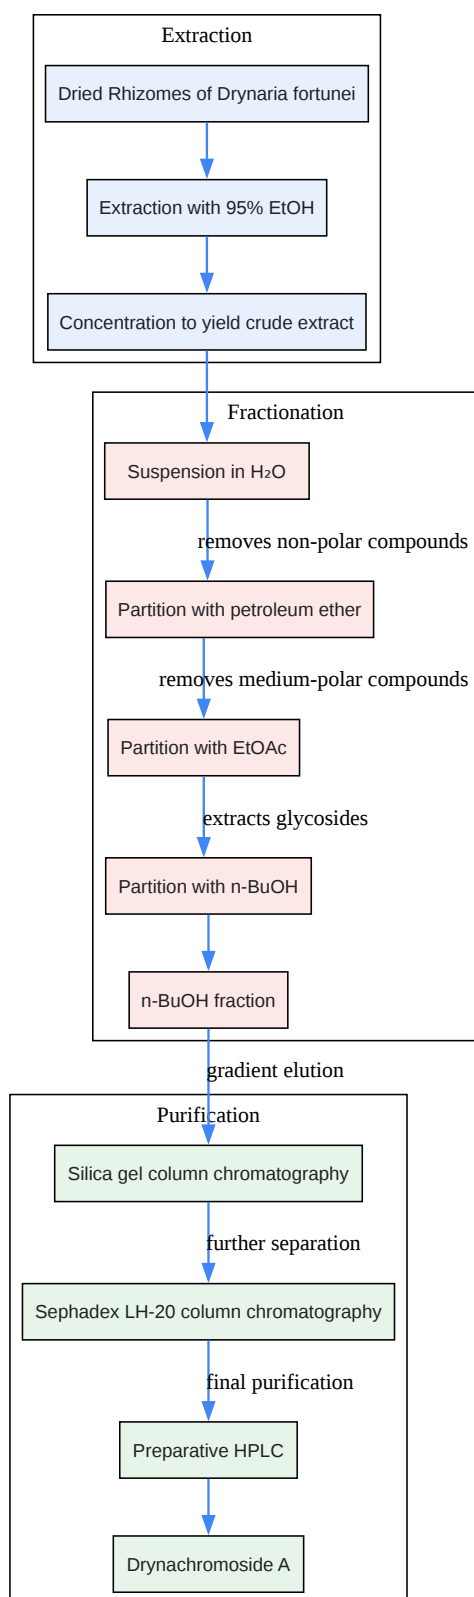 Extraction
Dried Rhizomes of Drynaria fortunei
Extraction with 95% EtOH
Concentration to yield crude extract
Fractionation
Suspension in H₂O
removes non-polar compounds
Partition with petroleum ether
removes medium-polar compounds
Partition with EtOAc
extracts glycosides
Partition with n-BuOH
n-BuOH fraction
gradient elution
Purification
Silica gel column chromatography
further separation
Sephadex LH-20 column chromatography
final purification
Preparative HPLC
Drynachromoside A